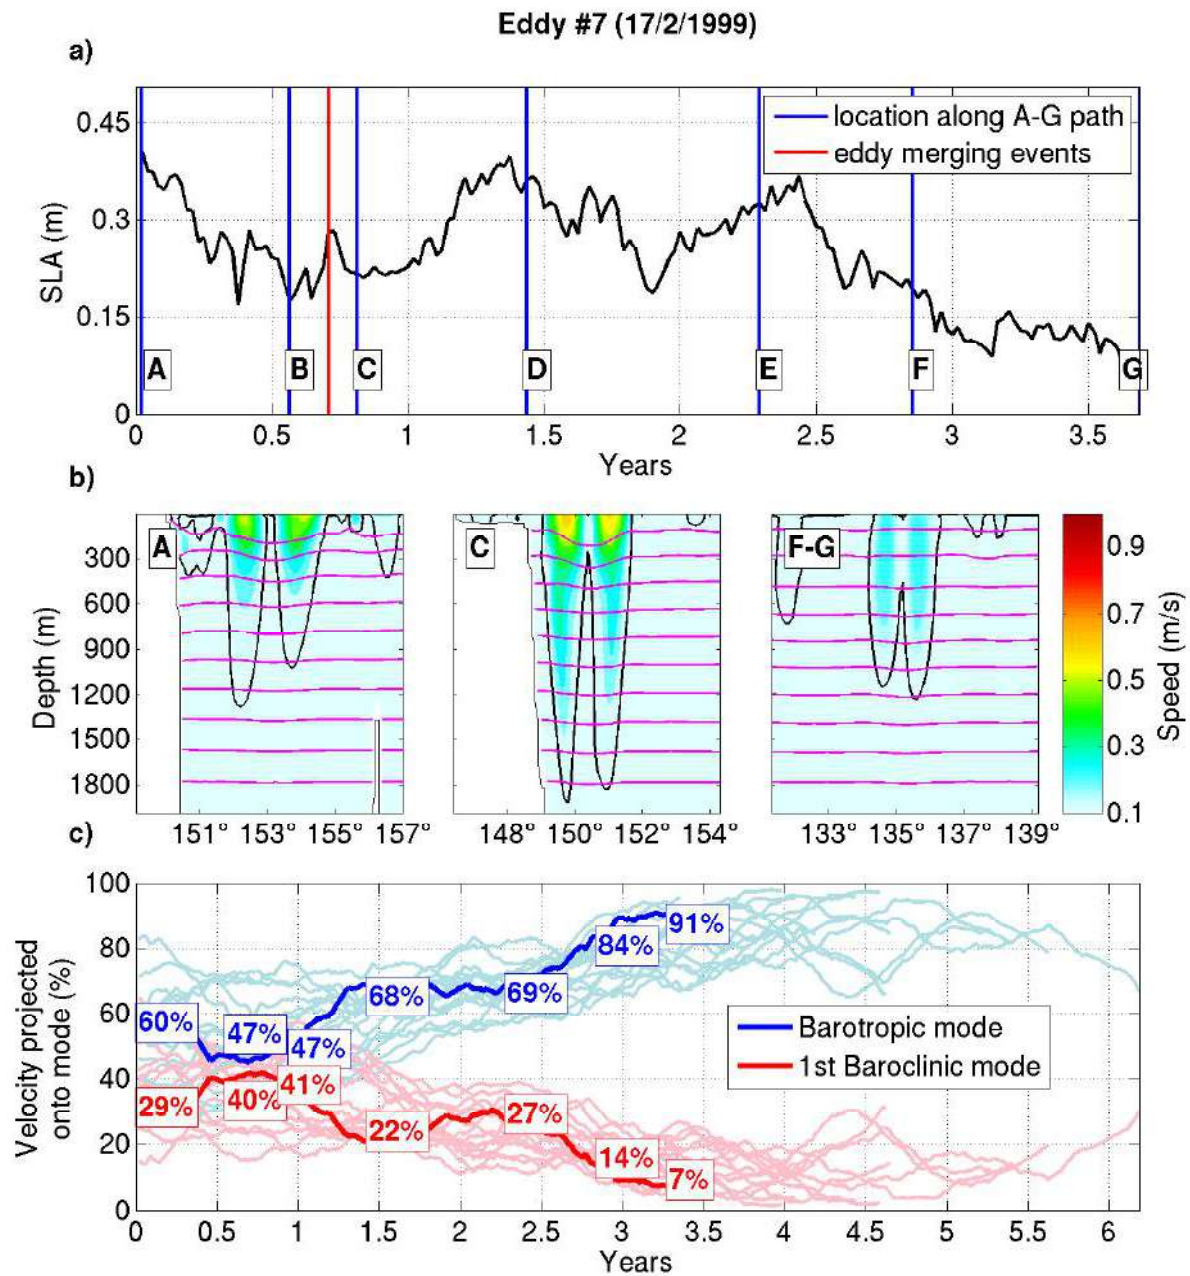 Eddy #7 (17/2/1999)
a)
SLA (m)
0.45
0.3
0.15
0
location along A-G path
eddy merging events
A
B
C
D
E
F
G
0 0.5 1 1.5 2 2.5 3 3.5
Years
b)
Depth (m)
300
600
900
1200
1500
1800
A
C
F-G
0.9
0.7
0.5
0.3
0.1
Speed (m/s)
151° 153° 155° 157°
148° 150° 152° 154°
133° 135° 137° 139°
c)
Velocity projected
onto mode (%)
100
80
60
40
20
0
60%
47%
47%
68%
69%
84%
91%
29%
40%
41%
22%
27%
14%
7%
Barotropic mode
1st Baroclinic mode
0 0.5 1 1.5 2 2.5 3 3.5 4 4.5 5 5.5 6
Years